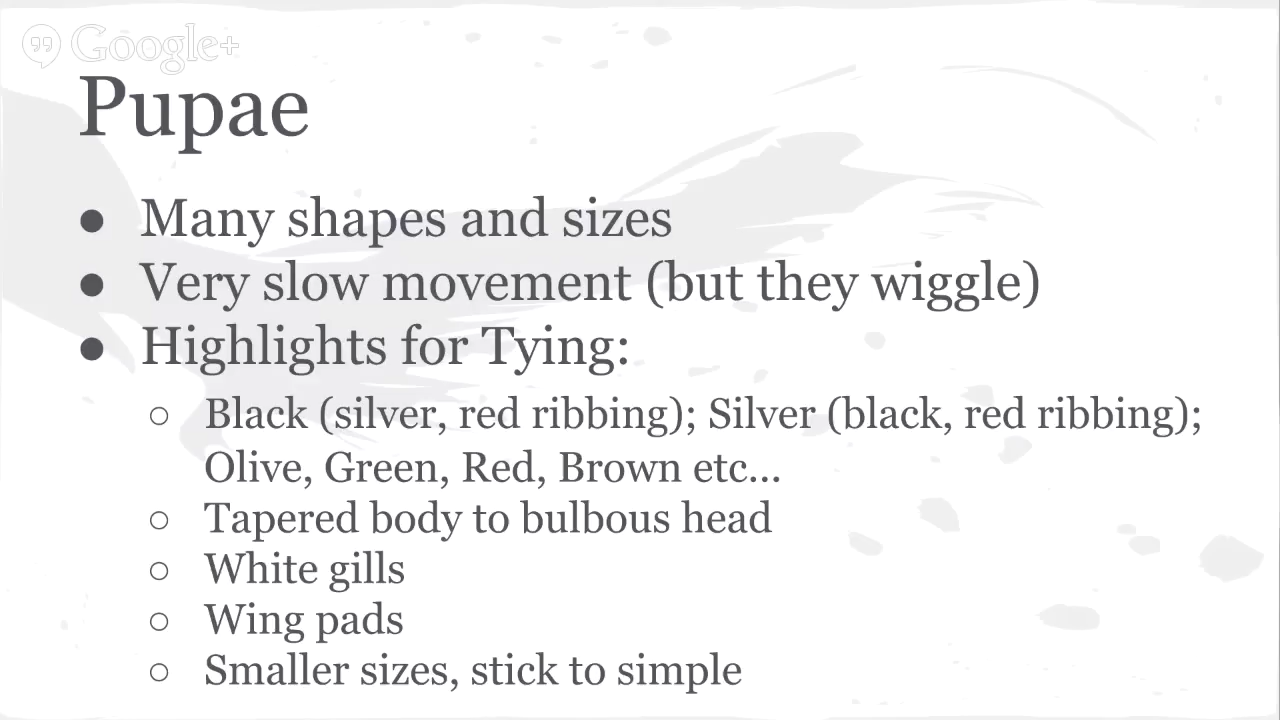 Google+
Pupae
● Many shapes and sizes
● Very slow movement (but they wiggle)
● Highlights for Tying:
○ Black (silver, red ribbing); Silver (black, red ribbing);
Olive, Green, Red, Brown etc...
○ Tapered body to bulbous head
○ White gills
○ Wing pads
○ Smaller sizes, stick to simple